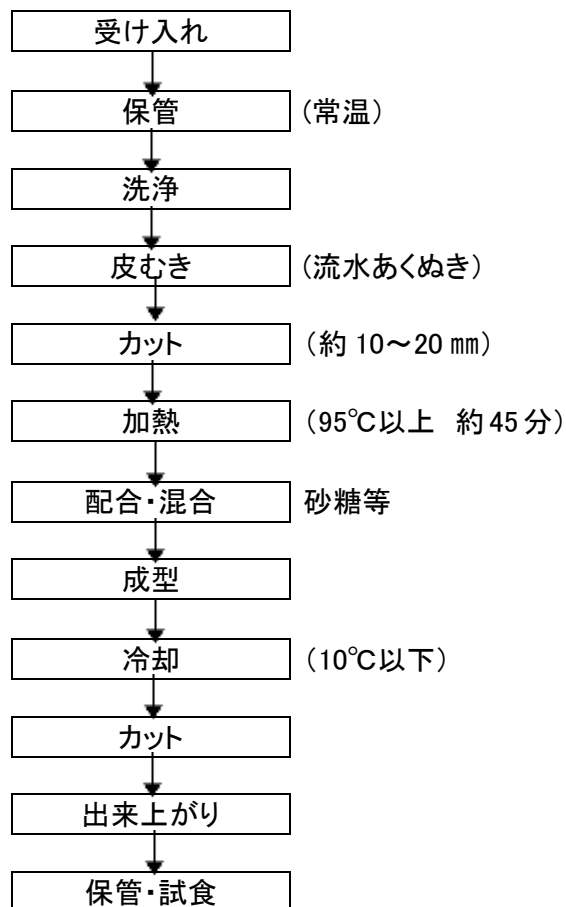 受け入れ
保管 (常温)
洗浄
皮むき (流水あくぬき)
カット (約 10～20 ㎜)
加熱 (95℃以上 約 45 分)
配合・混合 砂糖等
成型
冷却 (10℃以下)
カット
出来上がり
保管・試食